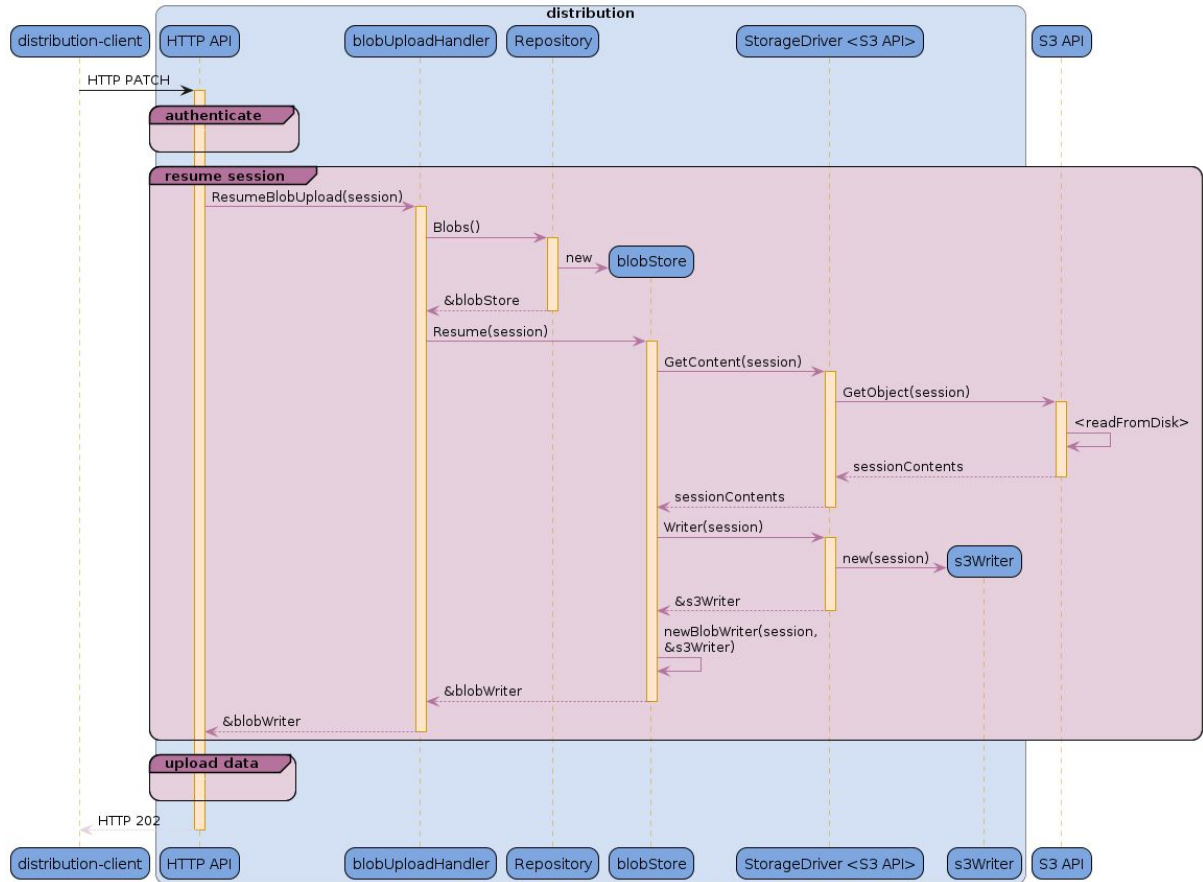 distribution
distribution-client
HTTP API
blobUploadHandler
Repository
StorageDriver <S3 API>
S3 API
HTTP PATCH
authenticate
resume session
ResumeBlobUpload(session)
Blobs()
new
blobStore
&blobStore
Resume(session)
GetContent(session)
GetObject(session)
<readFromDisk>
sessionContents
sessionContents
Writer(session)
new(session)
s3Writer
&s3Writer
newBlobWriter(session,
&s3Writer)
&blobWriter
&blobWriter
upload data
HTTP 202
distribution-client
HTTP API
blobUploadHandler
Repository
blobStore
StorageDriver <S3 API>
s3Writer
S3 API